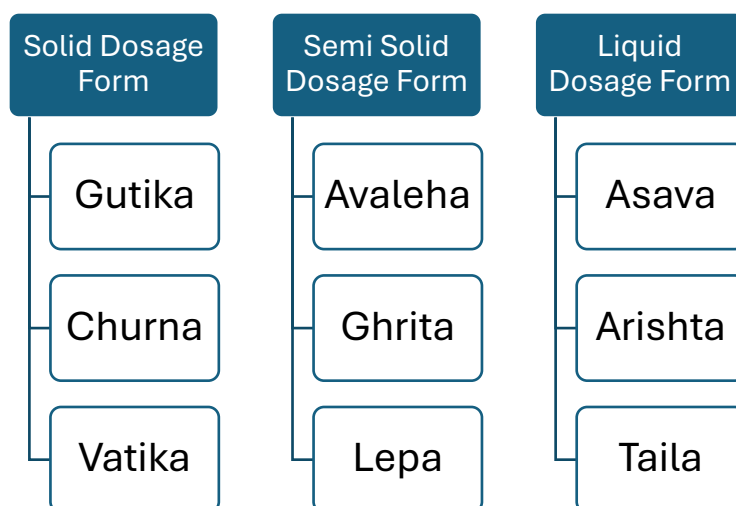 Solid Dosage
Form
Gutika
Churna
Vatika
Semi Solid
Dosage Form
Avaleha
Ghrita
Lepa
Liquid
Dosage Form
Asava
Arishta
Taila